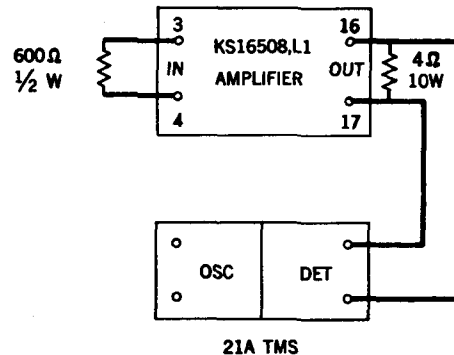 3
16
KS16508,L1
600Ω
½ W
IN
OUT
4Ω
10W
AMPLIFIER
4
17
OSC
DET
21A TMS